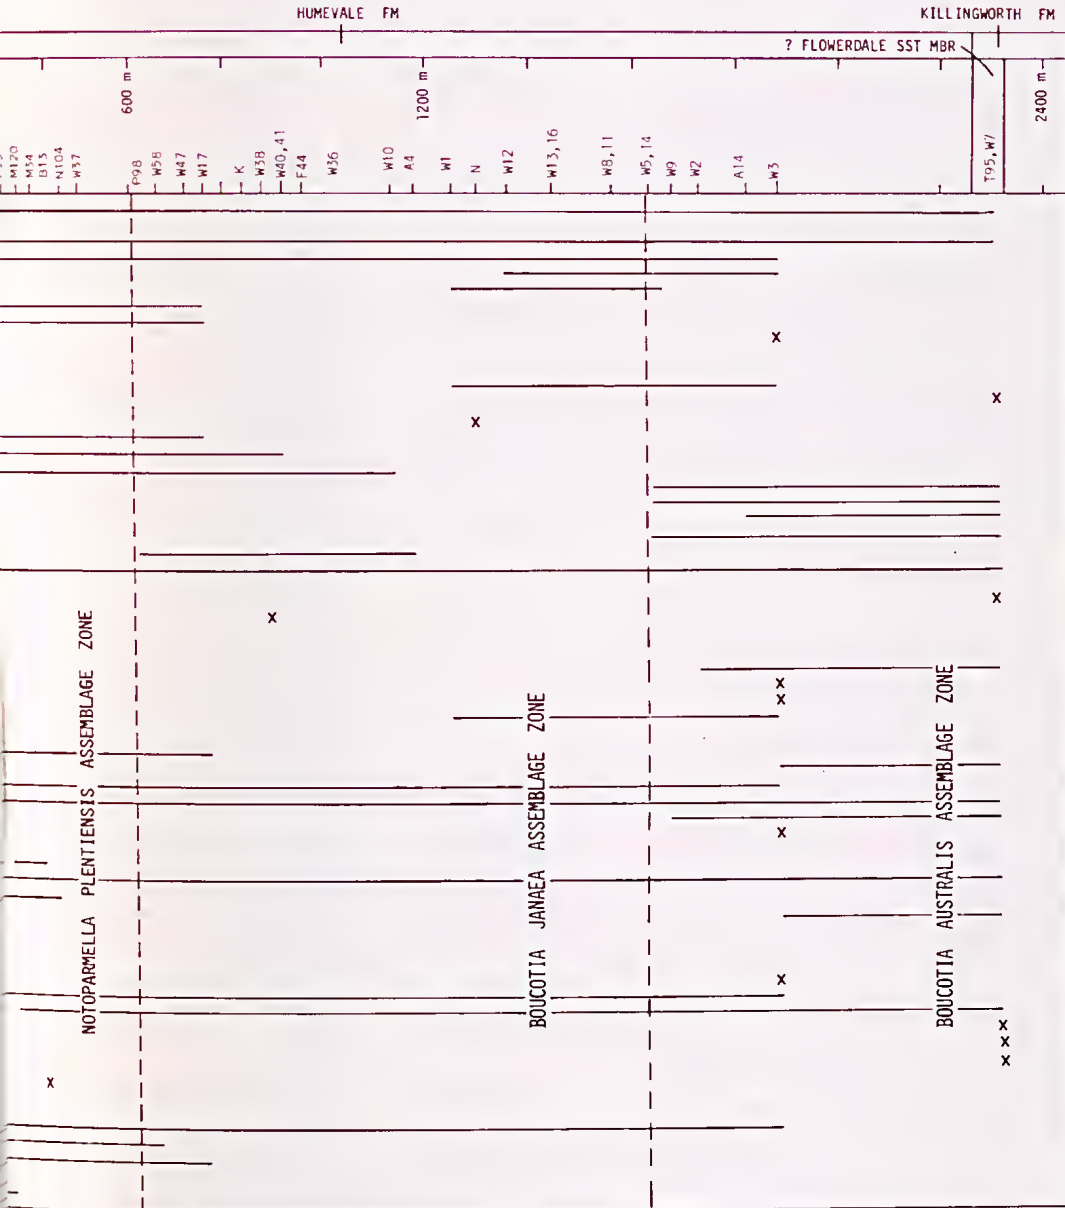 HUMEVALE FM
KILLINGWORTH FM
? FLOWERDALE SST MBR
600 m
1200 m
2400 m
M120
M34
B13
N104
W37
P98
W58
W47
W17
K
W38
W40,41
F44
W36
W10
A4
W1
N
W12
W13,16
W8,11
W5,14
W9
W2
A14
W3
T95,W7
X
X
X
X
X
X
X
X
X
X
X
X
X
NOTOPARMELLA PLENTIENSIS ASSEMBLAGE ZONE
BOUCOTIA JANAEA ASSEMBLAGE ZONE
BOUCOTIA AUSTRALIS ASSEMBLAGE ZONE